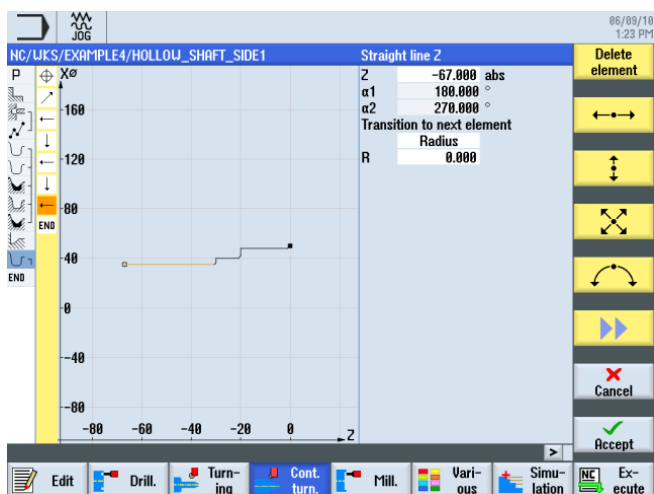 JOG
06/09/10
1:23 PM
NC/WKS/EXAMPLE4/HOLLOW_SHAFT_SIDE1
Straight line Z
Delete
element
P
XØ
Z -67.000 abs
α1 180.000 °
α2 270.000 °
Transition to next element
Radius
R 0.000
-160
-120
-80
-40
-0
--40
--80
END
END
-80 -60 -40 -20 0
Z
Cancel
Accept
>
Edit
Drill.
Turn-
ing
Cont.
turn.
Mill.
Vari-
ous
Simu-
lation
NC
Ex-
ecute